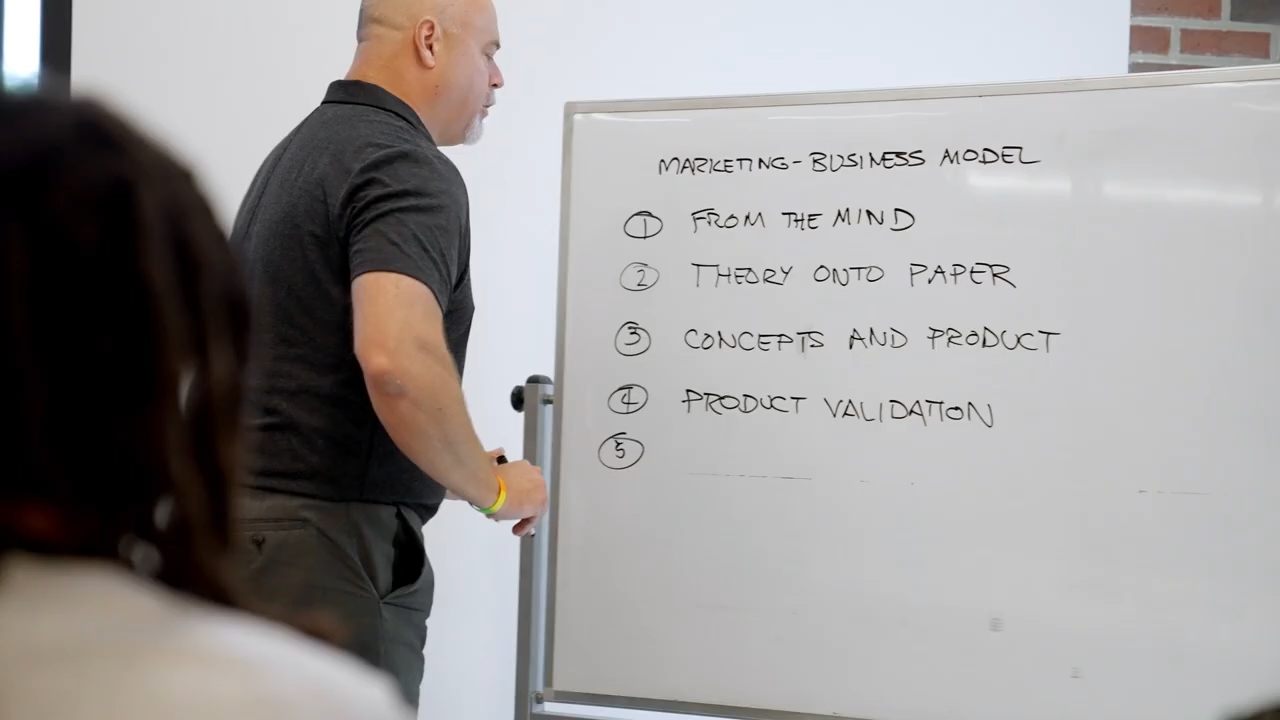 MARKETING-BUSINESS MODEL
1 FROM THE MIND
2 THEORY ONTO PAPER
3 CONCEPTS AND PRODUCT
4 PRODUCT VALIDATION
5